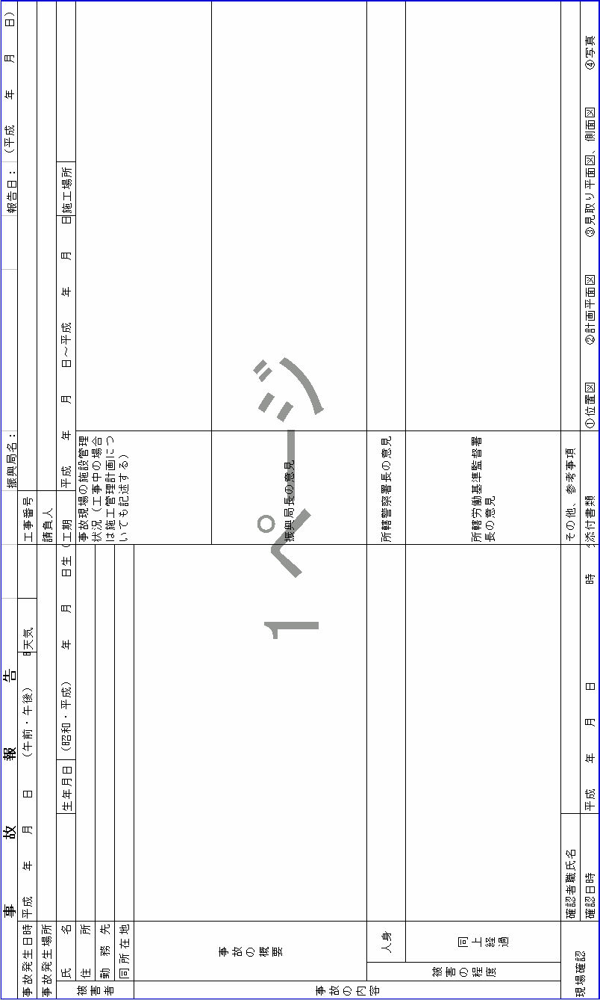 事故報告
振興局名：
報告日：
（平成　　年　　月　　日）
事故発生日時
平成　　年　　月　　日　　（午前・午後）
天気
工事番号
事故発生場所
請負人
被害者
氏　　名
生年月日
（昭和・平成）　　年　　月　　日生
工期
平成　　年　　月　　日～平成　　年　　月　　日
施工場所
住　　所
勤務先
同所在地
事故現場の施設管理
状況（工事中の場合
は施工管理計画につ
いても記述する）
事故の内容
事故
の
概要
振興局長の意見
1 ページ
被害
の程
度
人身
所轄警察署長の意見
同上
経過
所轄労働基準監督署
長の意見
現場確認
確認者職氏名
その他、参考事項
確認日時
平成　　年　　月　　日　　時
添付書類
①位置図　　②計画平面図　　③見取り平面図、側面図　　④写真